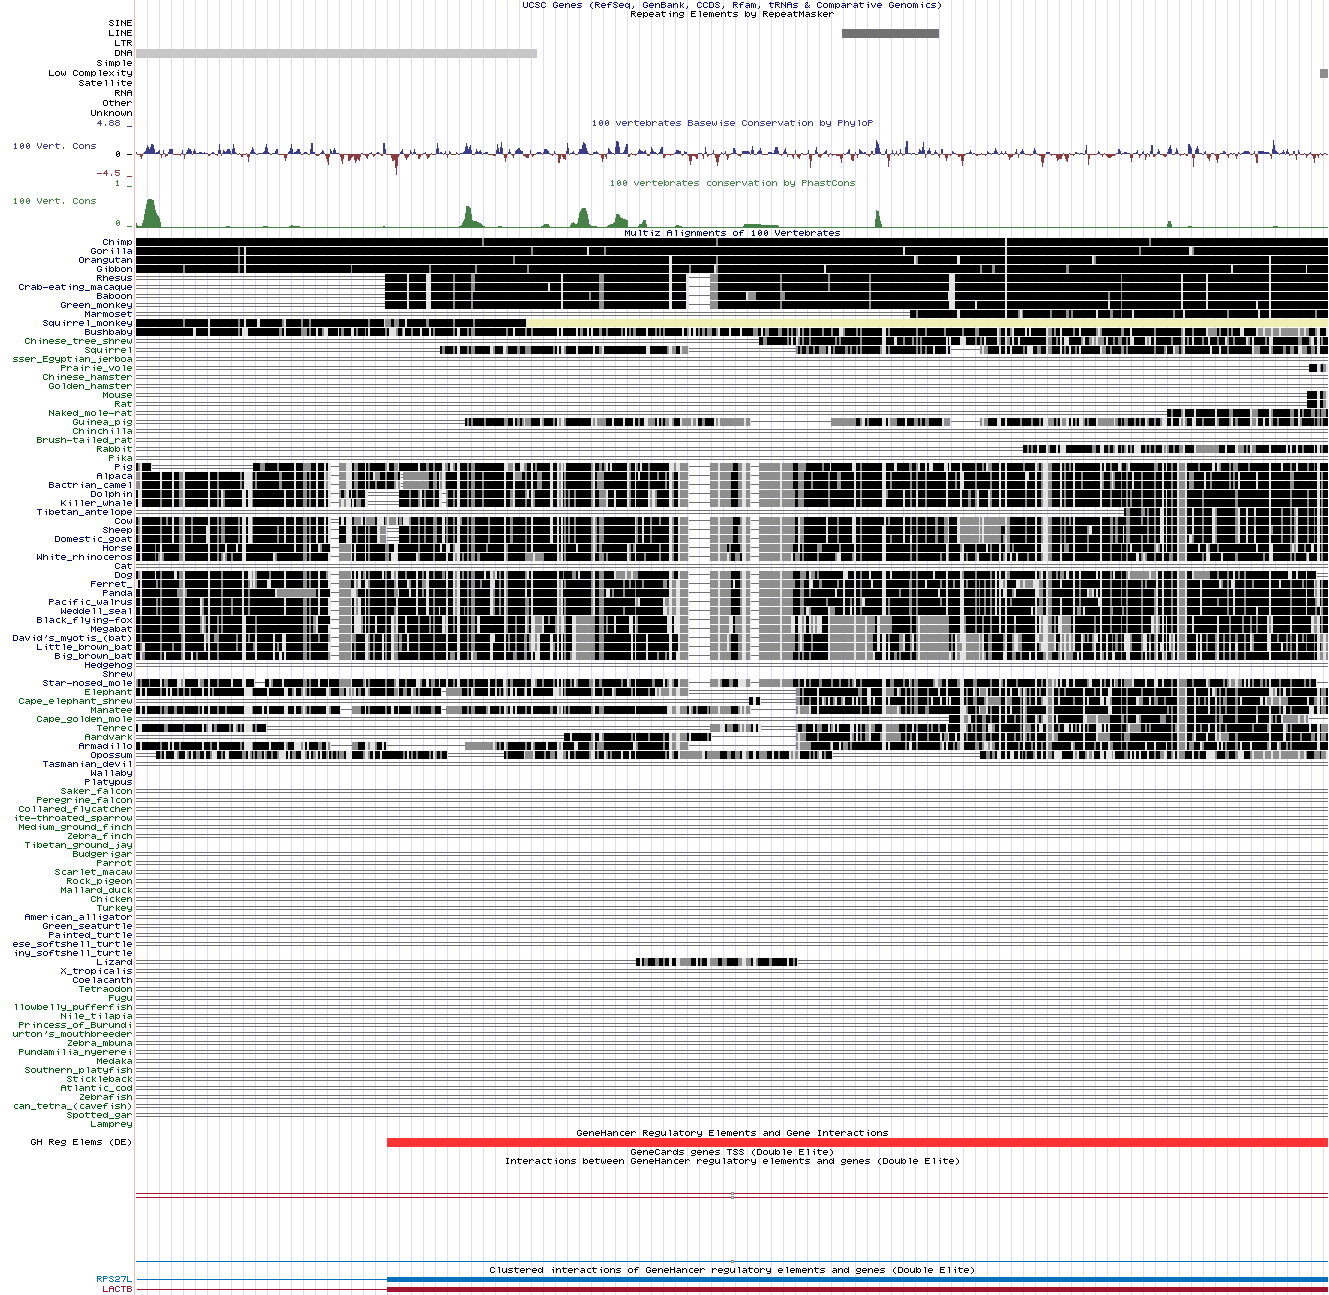 UCSC Genes (RefSeq, GenBank, CCDS, Rfam, tRNAs & Comparative Genomics)
Repeating Elements by RepeatMasker
SINE
LINE
LTR
DNA
Simple
Low Complexity
Satellite
RNA
Other
Unknown
4.88 _
100 vertebrates Basewise Conservation by PhyloP
100 Vert. Cons
0 -
-4.5 _
1 _
100 vertebrates conservation by PhastCons
100 Vert. Cons
0 _
Multiz Alignments of 100 Vertebrates
Chimp
Gorilla
Orangutan
Gibbon
Rhesus
Crab-eating_macaque
Baboon
Green_monkey
Marmoset
Squirrel_monkey
Bushbaby
Chinese_tree_shrew
Squirrel
sser_Egyptian_jerboa
Prairie_vole
Chinese_hamster
Golden_hamster
Mouse
Rat
Naked_mole-rat
Guinea_pig
Chinchilla
Brush-tailed_rat
Rabbit
Pika
Pig
Alpaca
Bactrian_camel
Dolphin
Killer_whale
Tibetan_antelope
Cow
Sheep
Domestic_goat
Horse
White_rhinoceros
Cat
Dog
Ferret_
Panda
Pacific_walrus
Weddell_seal
Black_flying-fox
Megabat
David's_myotis_(bat)
Little_brown_bat
Big_brown_bat
Hedgehog
Shrew
Star-nosed_mole
Elephant
Cape_elephant_shrew
Manatee
Cape_golden_mole
Tenrec
Aardvark
Armadillo
Opossum
Tasmanian_devil
Wallaby
Platypus
Saker_falcon
Peregrine_falcon
Collared_flycatcher
ite-throated_sparrow
Medium_ground_finch
Zebra_finch
Tibetan_ground_jay
Budgerigar
Parrot
Scarlet_macaw
Rock_pigeon
Mallard_duck
Chicken
Turkey
American_alligator
Green_seaturtle
Painted_turtle
ese_softshell_turtle
iny_softshell_turtle
Lizard
X_tropicalis
Coelacanth
Tetraodon
Fugu
llowbelly_pufferfish
Nile_tilapia
Princess_of_Burundi
urton's_mouthbreeder
Zebra_mbuna
Pundamilia_nyererei
Medaka
Southern_platyfish
Stickleback
Atlantic_cod
Zebrafish
can_tetra_(cavefish)
Spotted_gar
Lamprey
GeneHancer Regulatory Elements and Gene Interactions
GH Reg Elems (DE)
GeneCards genes TSS (Double Elite)
Interactions between GeneHancer regulatory elements and genes (Double Elite)
Clustered interactions of GeneHancer regulatory elements and genes (Double Elite)
RPS27L
LACTB